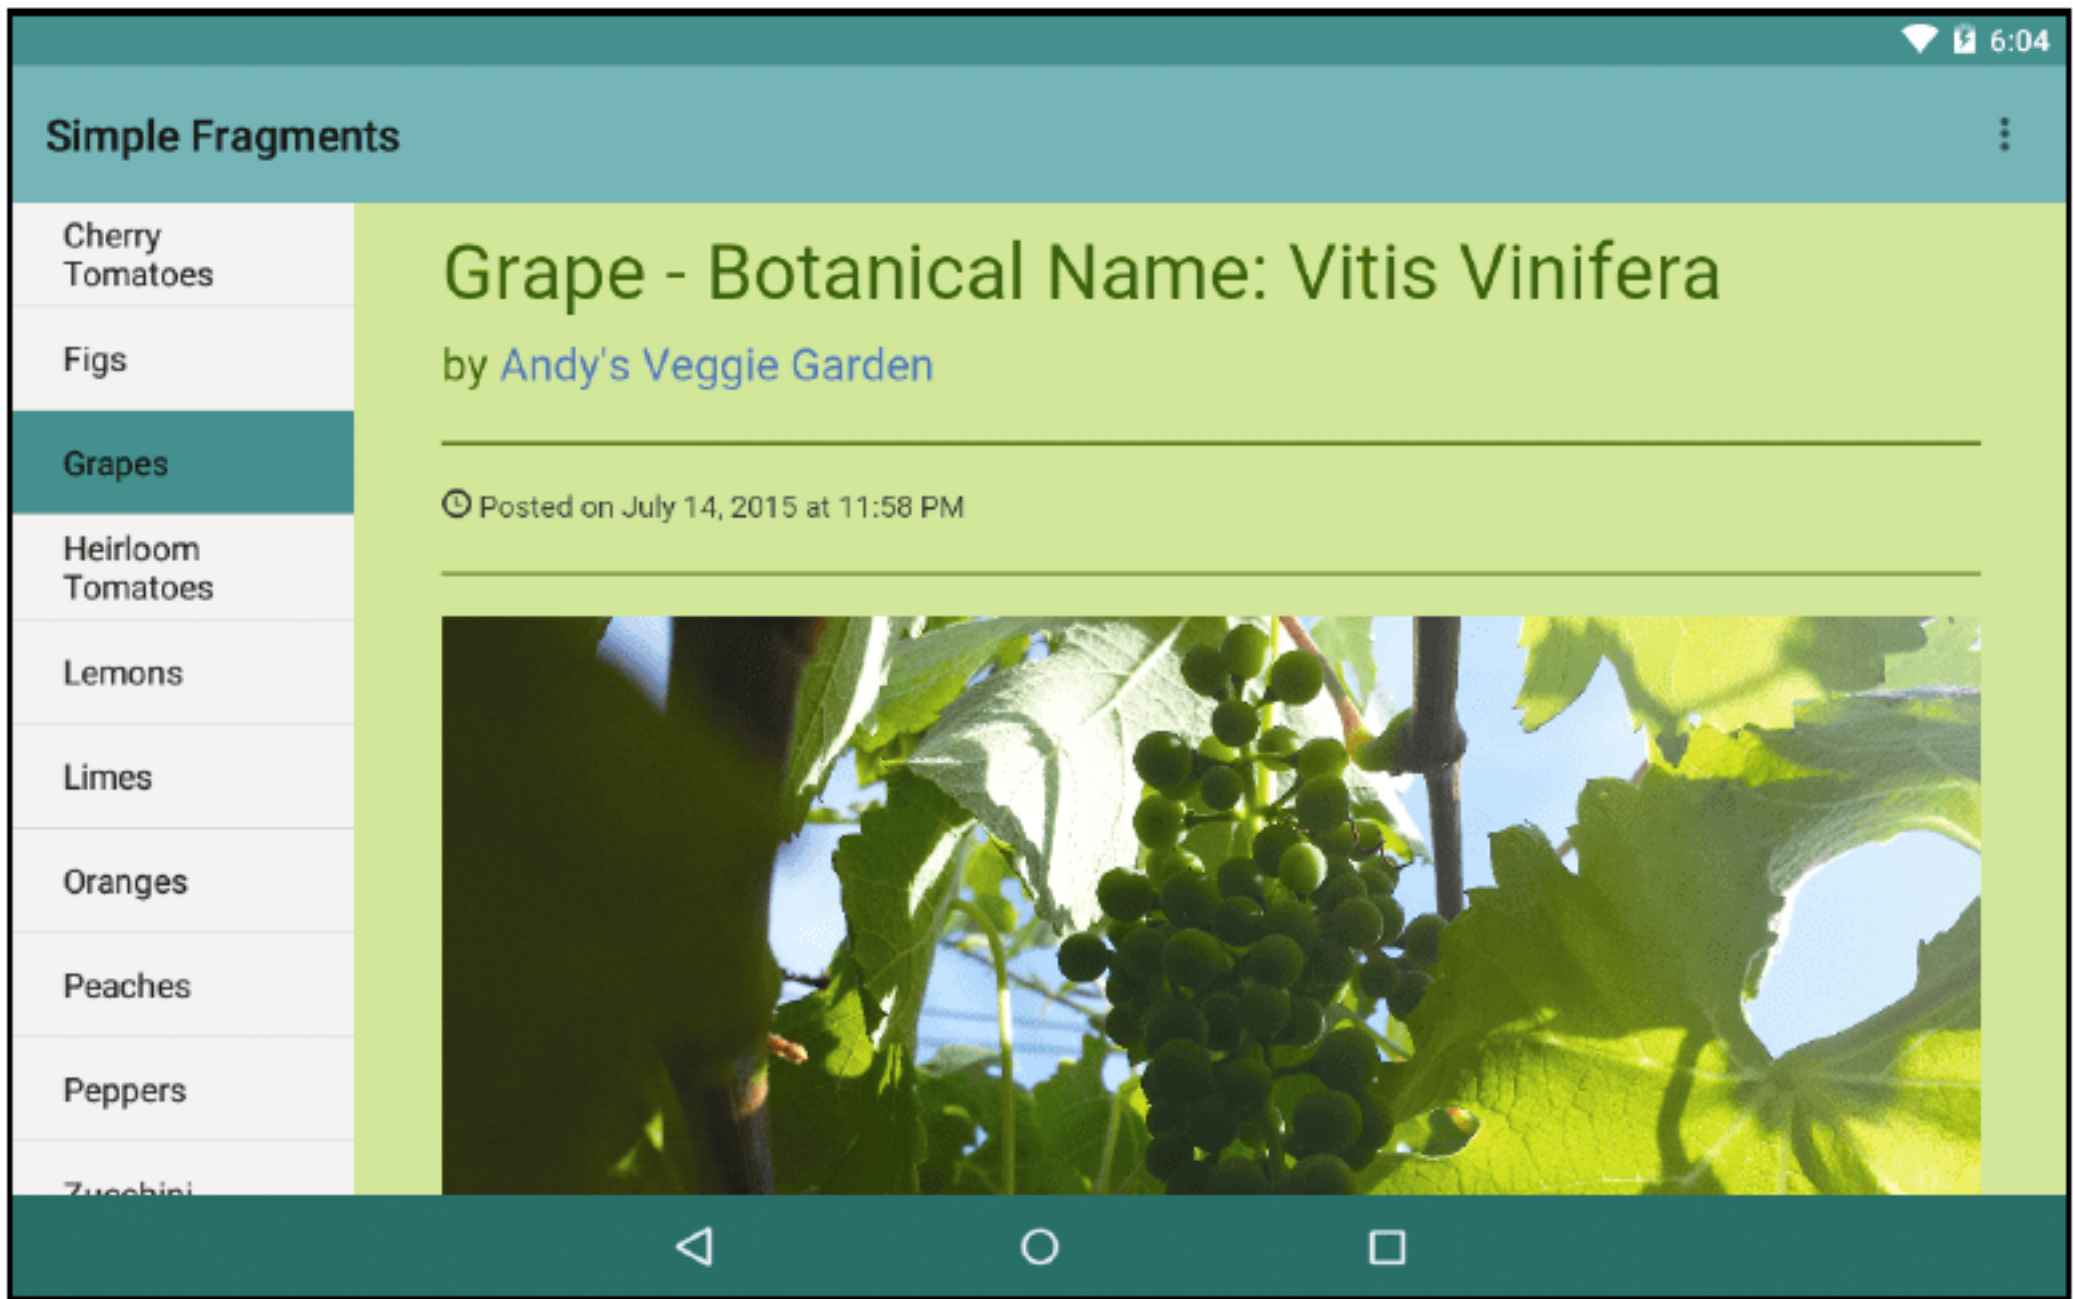 6:04
Simple Fragments
Cherry
Tomatoes
Figs
Grapes
Heirloom
Tomatoes
Lemons
Limes
Oranges
Peaches
Peppers
Zucchini
Grape - Botanical Name: Vitis Vinifera
by Andy's Veggie Garden
Posted on July 14, 2015 at 11:58 PM